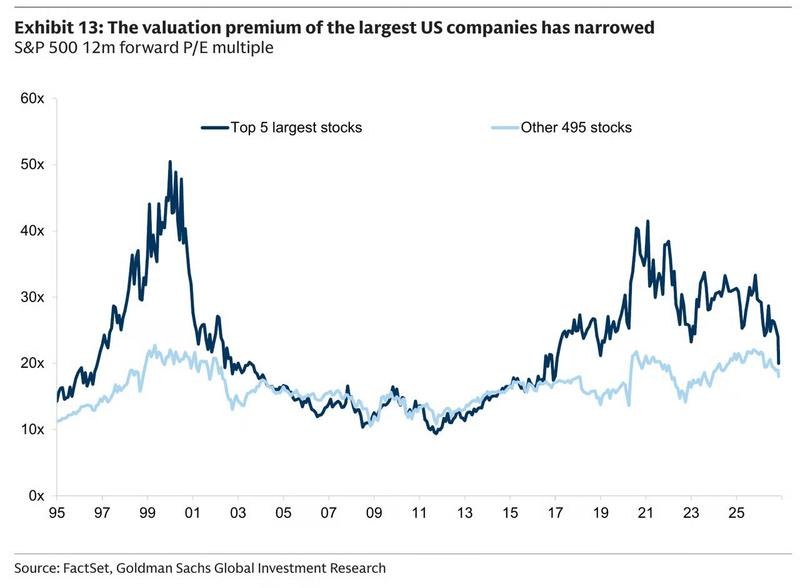 Exhibit 13: The valuation premium of the largest US companies has narrowed
S&P 500 12m forward P/E multiple
60x
Top 5 largest stocks
Other 495 stocks
50x
40x
30x
20x
10x
0x
95 97 99 01 03 05 07 09 11 13 15 17 19 21 23 25
Source: FactSet, Goldman Sachs Global Investment Research